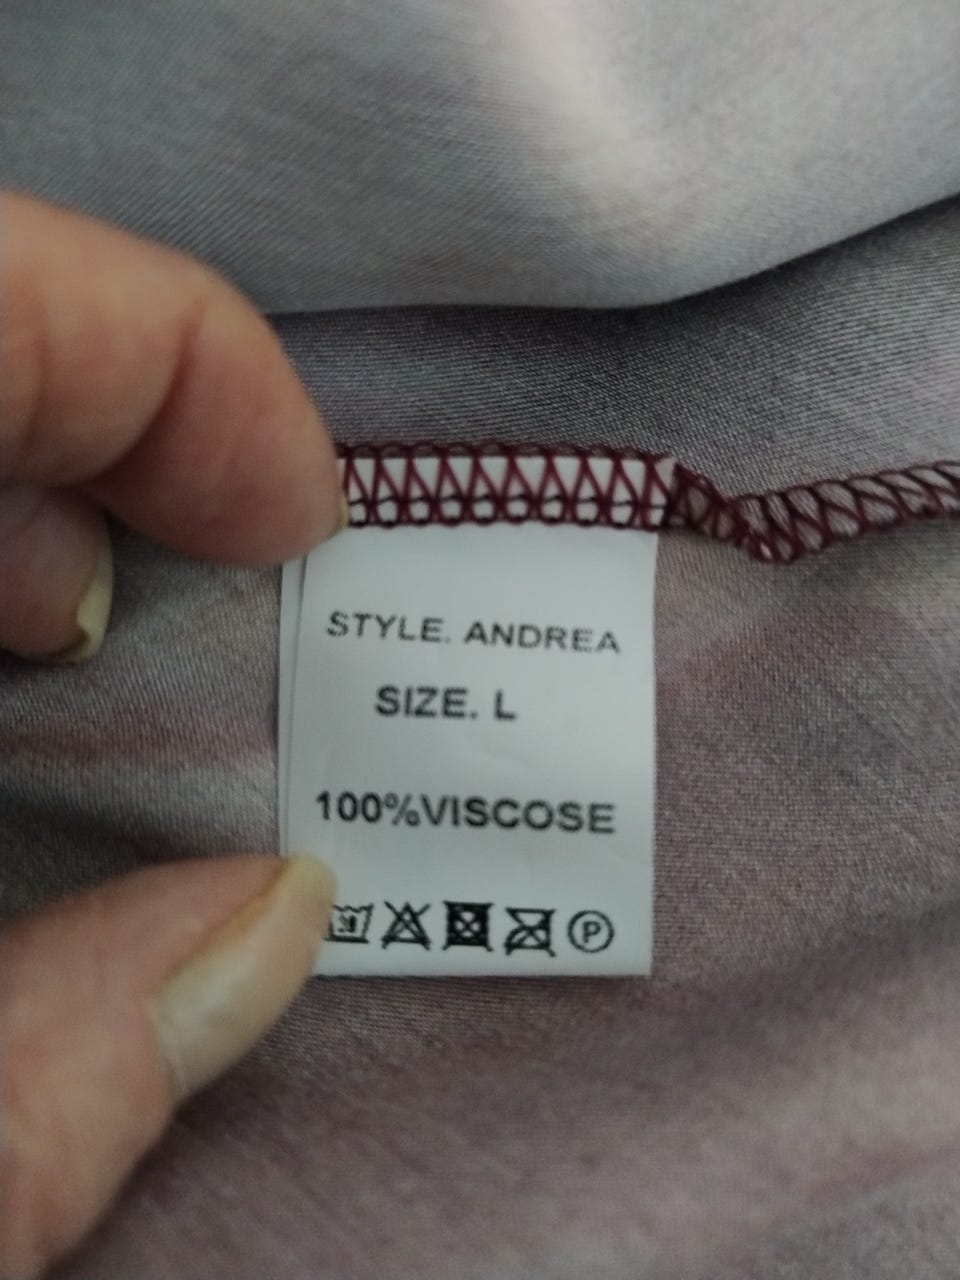 STYLE. ANDREA
SIZE. L
100%VISCOSE
P